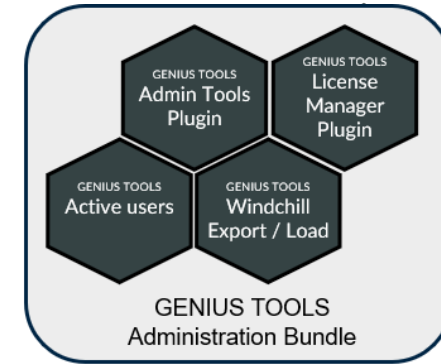 GENIUS TOOLS
Admin Tools
Plugin
GENIUS TOOLS
License
Manager
Plugin
GENIUS TOOLS
Active users
GENIUS TOOLS
Windchill
Export / Load
GENIUS TOOLS
Administration Bundle